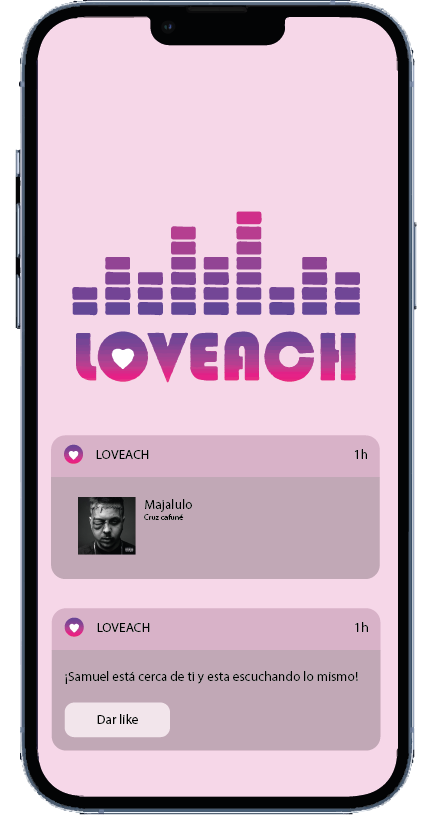 LOVEACH
LOVEACH 1h
Majalulo
Cruz cafuné
LOVEACH 1h
¡Samuel está cerca de ti y esta escuchando lo mismo!
Dar like